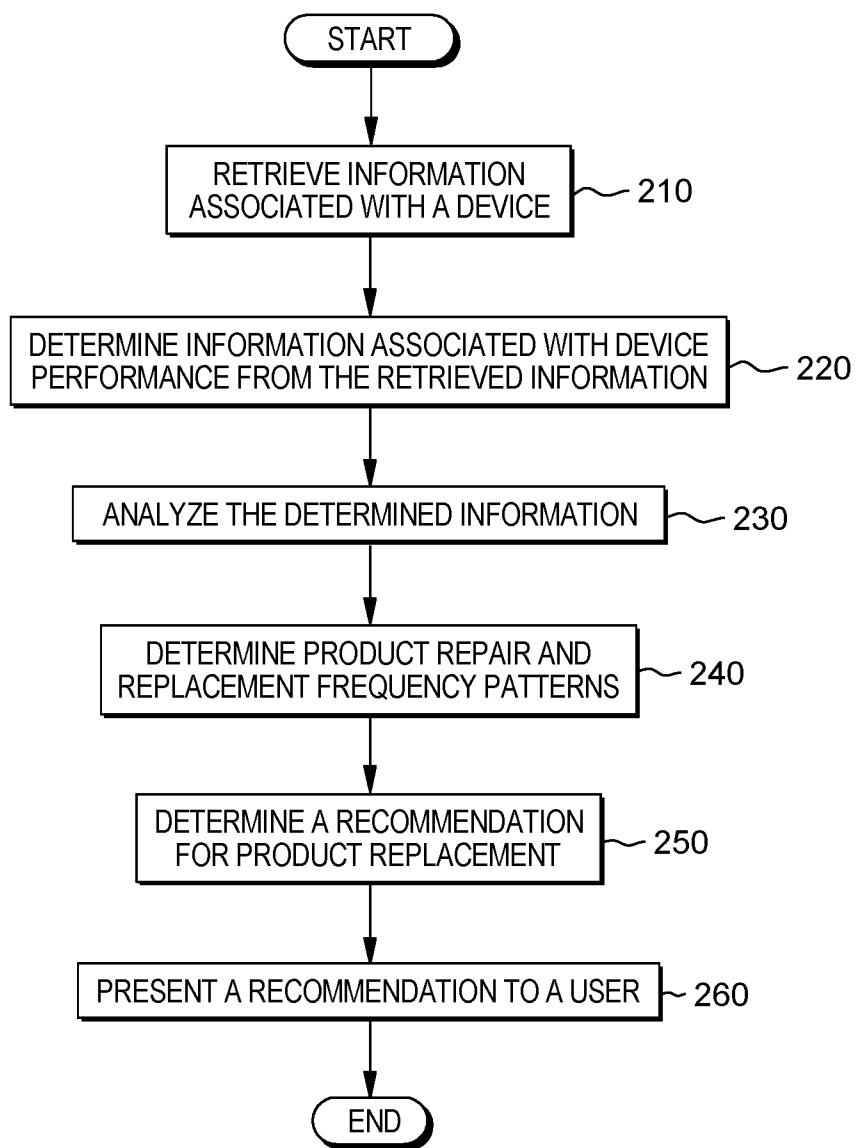 START
RETRIEVE INFORMATION
ASSOCIATED WITH A DEVICE
210
DETERMINE INFORMATION ASSOCIATED WITH DEVICE
PERFORMANCE FROM THE RETRIEVED INFORMATION
220
ANALYZE THE DETERMINED INFORMATION
230
DETERMINE PRODUCT REPAIR AND
REPLACEMENT FREQUENCY PATTERNS
240
DETERMINE A RECOMMENDATION
FOR PRODUCT REPLACEMENT
250
PRESENT A RECOMMENDATION TO A USER
260
END